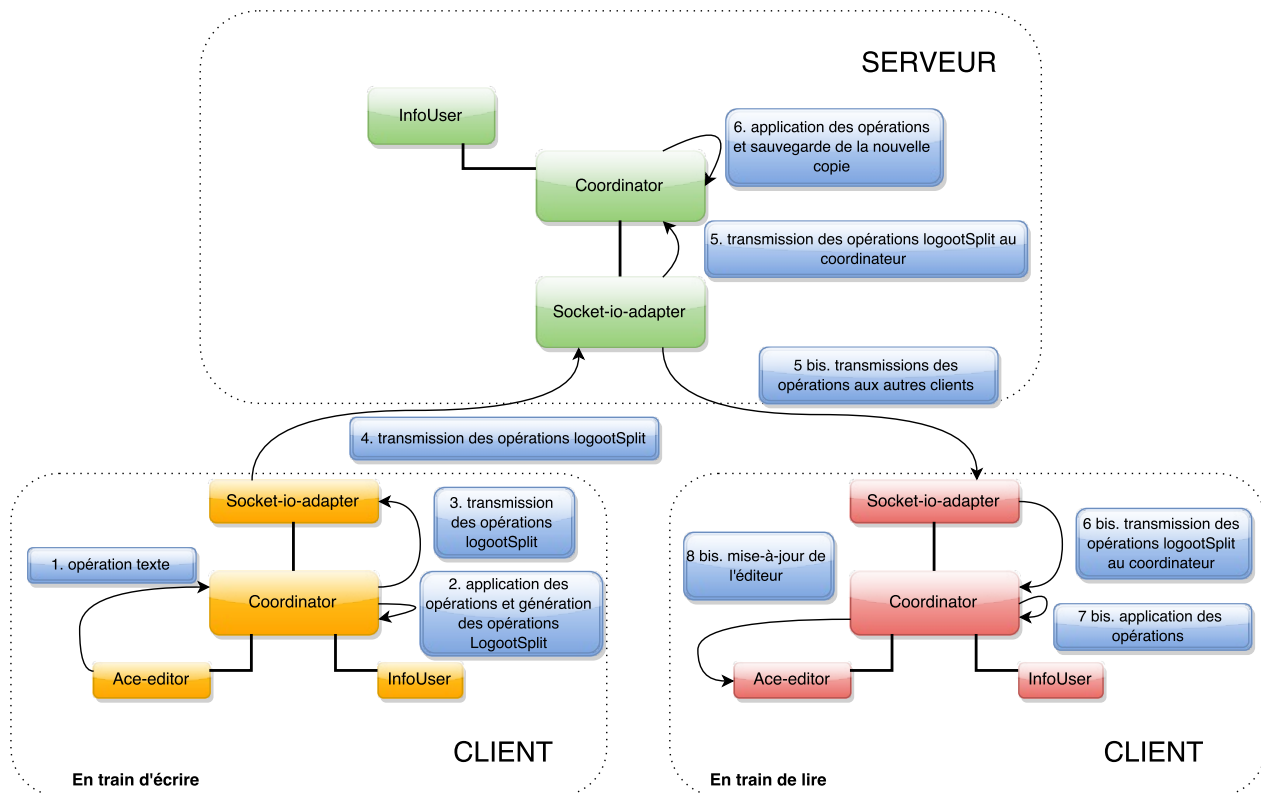 SERVEUR
InfoUser
6. application des opérations
et sauvegarde de la nouvelle
copie
Coordinator
5. transmission des opérations logootSplit au
coordinateur
Socket-io-adapter
5 bis. transmissions des
opérations aux autres clients
4. transmission des opérations logootSplit
Socket-io-adapter
3. transmission
des opérations
logootSplit
1. opération texte
Coordinator
2. application des
opérations et génération
des opérations
LogootSplit
Ace-editor
InfoUser
CLIENT
En train d'écrire
Socket-io-adapter
6 bis. transmission des
opérations logootSplit
au coordinateur
8 bis. mise-à-jour de
l'éditeur
Coordinator
7 bis. application des
opérations
Ace-editor
InfoUser
CLIENT
En train de lire